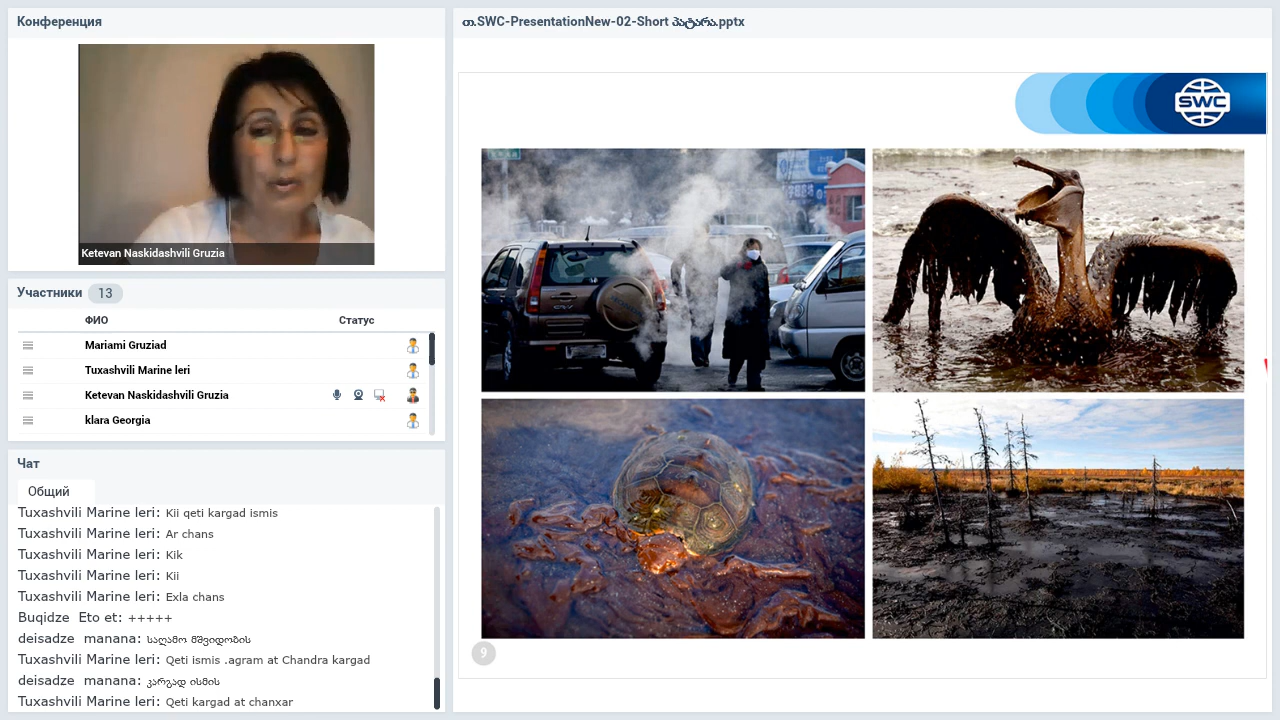 Конференция
Ketevan Naskidashvili Gruzia
Участники 13
ФИО Статус
Mariami Gruziad
Tuxashvili Marine leri
Ketevan Naskidashvili Gruzia
klara Georgia
Чат
Общий
Tuxashvili Marine leri: Kii qeti kargad ismis
Tuxashvili Marine leri: Ar chans
Tuxashvili Marine leri: Kik
Tuxashvili Marine leri: Kii
Tuxashvili Marine leri: Exla chans
Buqidze Eto et: +++++
deisadze manana: საღამო მშვიდობის
Tuxashvili Marine leri: Qeti ismis .agram at Chandra kargad
deisadze manana: კარგად ისმის
Tuxashvili Marine leri: Qeti kargad at chanxar
თ.SWC-PresentationNew-02-Short პატარა.pptx
SWC
9